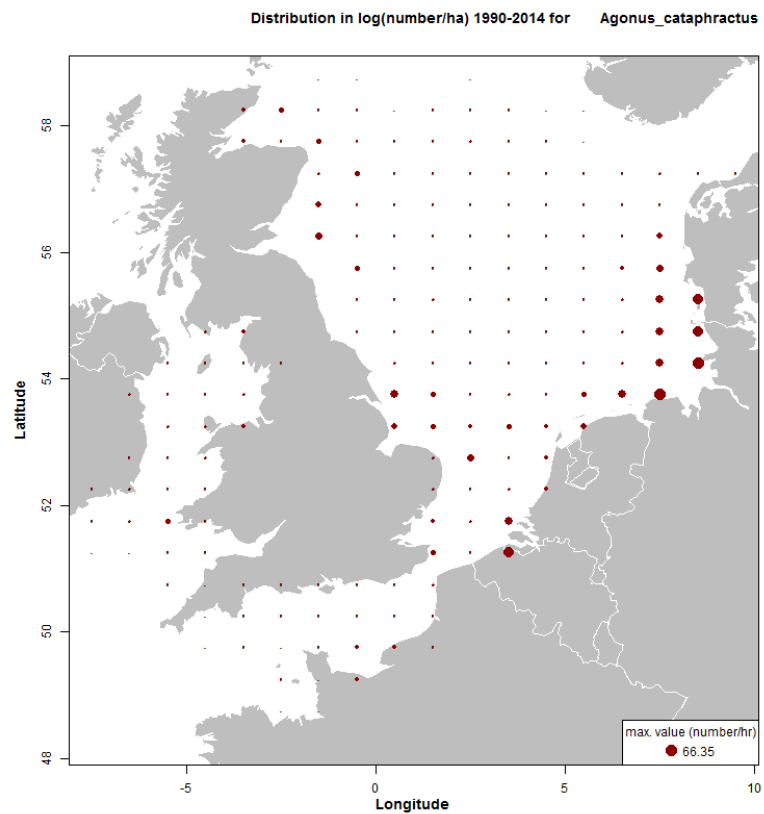 Distribution in log(number/ha) 1990-2014 for Agonus_cataphractus
58
56
54
52
50
48
Latitude
max. value (number/hr)
66.35
-5 0 5 10
Longitude